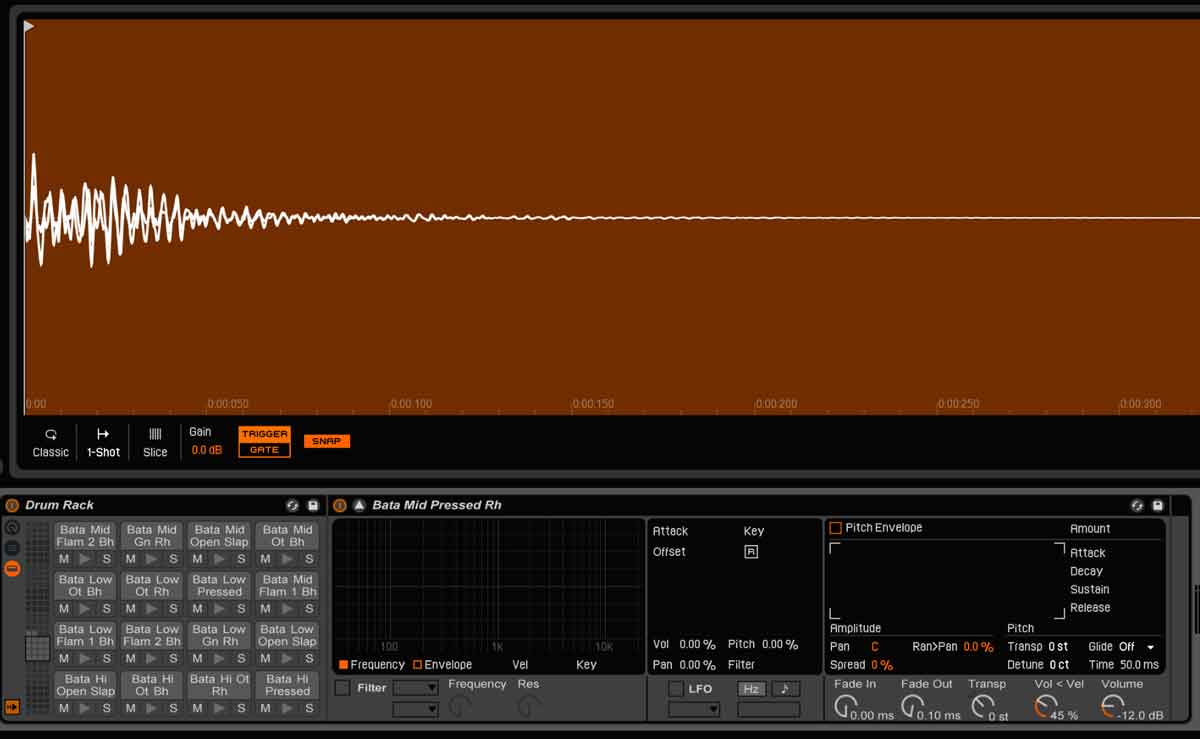 0:00 0:00:050 0:00:100 0:00:150 0:00:200 0:00:250 0:00:300
Classic 1-Shot Slice Gain 0.0 dB TRIGGER GATE SNAP
Drum Rack
Bata Mid Flam 2 Bh
Bata Mid Gn Rh
Bata Mid Open Slap
Bata Mid Ot Bh
M S M S M S M S
Bata Low Ot Bh
Bata Low Ot Rh
Bata Low Pressed
Bata Mid Flam 1 Bh
M S M S M S M S
Bata Low Flam 1 Bh
Bata Low Flam 2 Bh
Bata Low Gn Rh
Bata Low Open Slap
M S M S M S M S
Bata Hi Open Slap
Bata Hi Ot Bh
Bata Hi Ot Rh
Bata Hi Pressed
M S M S M S M S
Bata Mid Pressed Rh
100 1K 10K
Frequency Envelope Vel Key
Filter Frequency Res
Attack Key
Offset R
Vol 0.00 % Pitch 0.00 %
Pan 0.00 % Filter
LFO Hz
Pitch Envelope Amount
Attack
Decay
Sustain
Release
Amplitude Pitch
Pan C Ran>Pan 0.0 % Transp 0 st Glide Off
Spread 0 % Detune 0 ct Time 50.0 ms
Fade In Fade Out Transp Vol < Vel Volume
0.00 ms 0.10 ms 0 st 45 % -12.0 dB